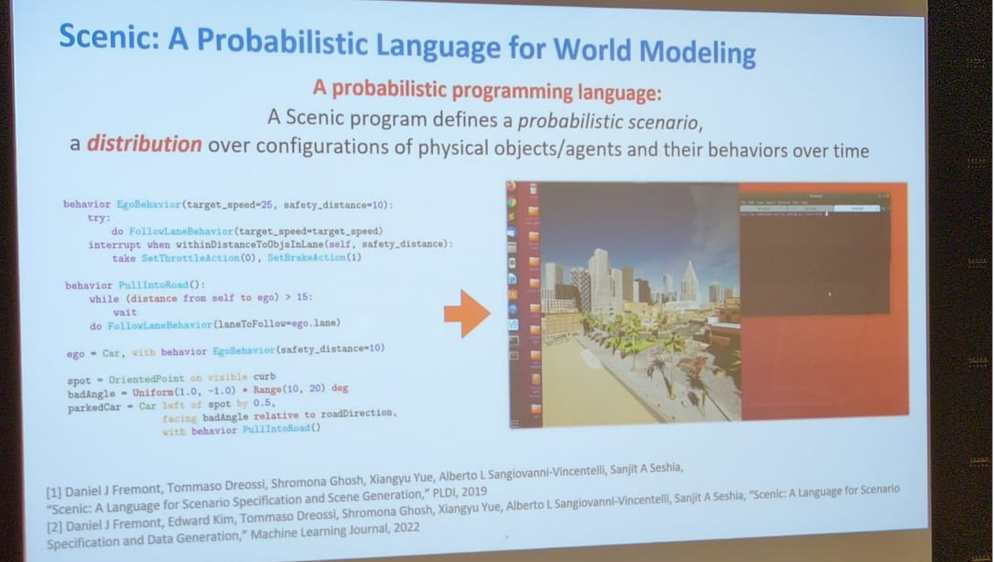 Scenic: A Probabilistic Language for World Modeling
A probabilistic programming language:
A Scenic program defines a probabilistic scenario,
a distribution over configurations of physical objects/agents and their behaviors over time
behavior EgoBehavior(target_speed=25, safety_distance=10):
try:
do FollowLaneBehavior(target_speed=target_speed)
interrupt when withinDistanceToObjsInLane(self, safety_distance):
take SetThrottleAction(0), SetBrakeAction(1)
behavior PullIntoRoad():
while (distance from self to ego) > 15:
wait
do FollowLaneBehavior(laneToFollow=ego.lane)
ego = Car, with behavior EgoBehavior(safety_distance=10)
spot = OrientedPoint on visible curb
badAngle = Uniform(1.0, -1.0) * Range(10, 20) deg
parkedCar = Car left of spot by 0.5,
facing badAngle relative to roadDirection,
with behavior PullIntoRoad()
[1] Daniel J Fremont, Tommaso Dreossi, Shromona Ghosh, Xiangyu Yue, Alberto L Sangiovanni-Vincentelli, Sanjit A Seshia,
"Scenic: A Language for Scenario Specification and Scene Generation," PLDI, 2019
[2] Daniel J Fremont, Edward Kim, Tommaso Dreossi, Shromona Ghosh, Xiangyu Yue, Alberto L Sangiovanni-Vincentelli, Sanjit A Seshia, "Scenic: A Language for Scenario
Specification and Data Generation," Machine Learning Journal, 2022